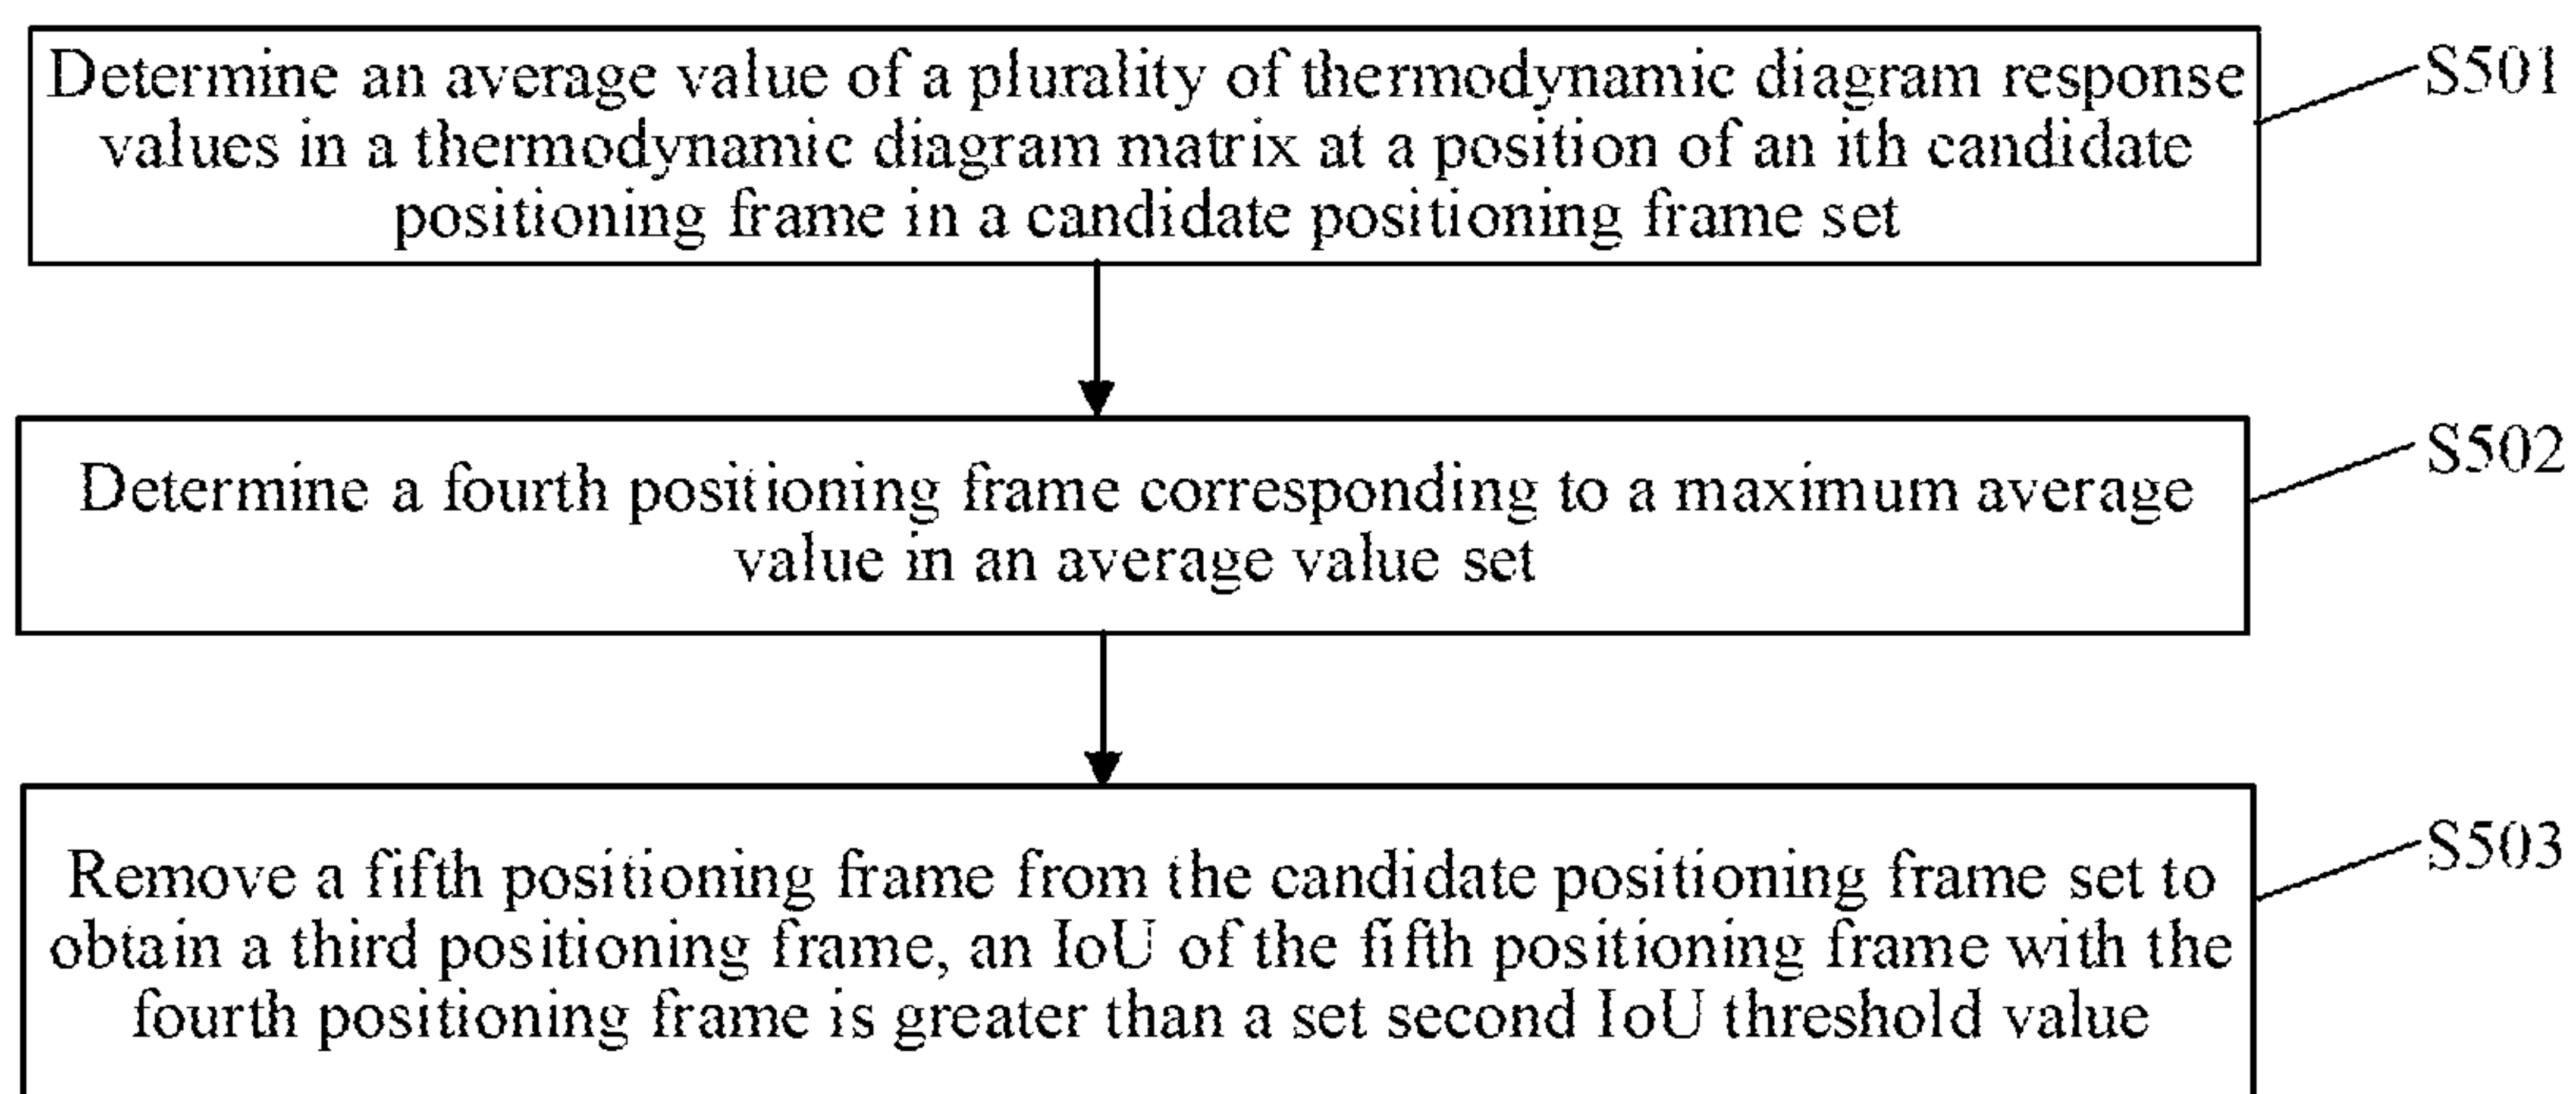 Determine an average value of a plurality of thermodynamic diagram response
values in a thermodynamic diagram matrix at a position of an ith candidate
positioning frame in a candidate positioning frame set
S501
Determine a fourth positioning frame corresponding to a maximum average
value in an average value set
S502
Remove a fifth positioning frame from the candidate positioning frame set to
obtain a third positioning frame, an IoU of the fifth positioning frame with the
fourth positioning frame is greater than a set second IoU threshold value
S503